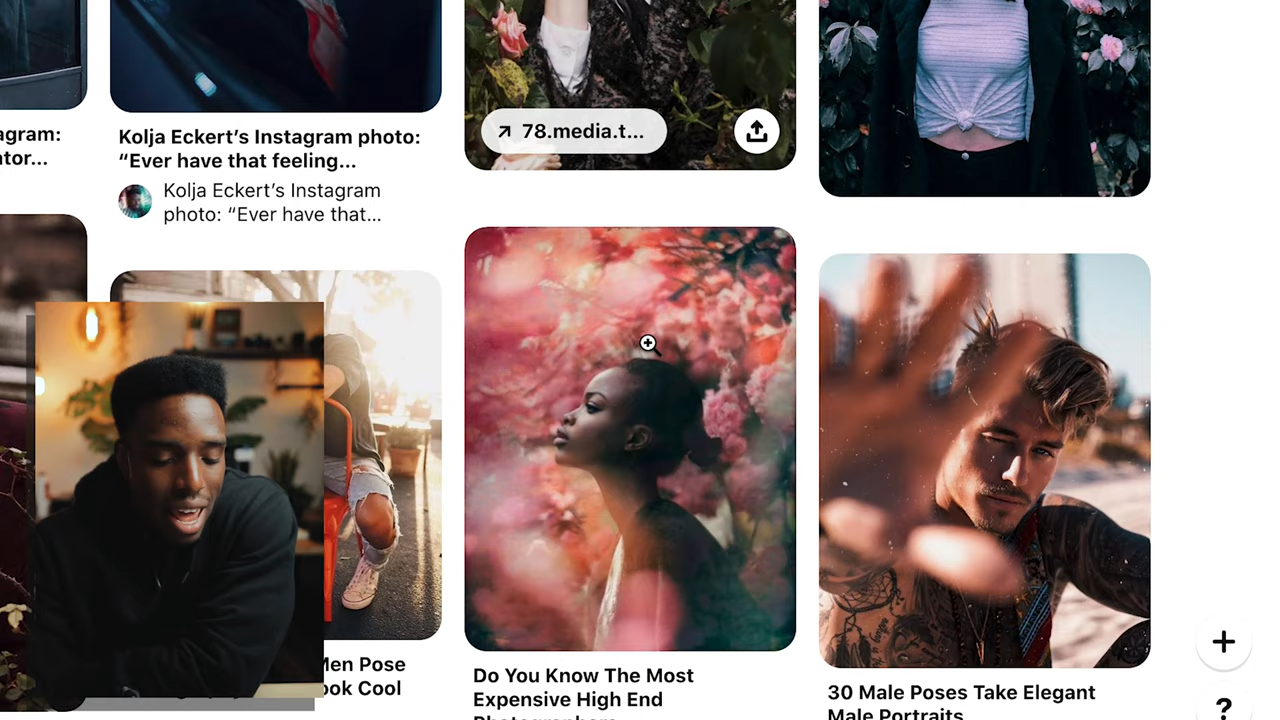 agram:
ator...
Kolja Eckert’s Instagram photo:
“Ever have that feeling...
Kolja Eckert’s Instagram
photo: “Ever have that...
78.media.t...
Men Pose
ook Cool
Do You Know The Most
Expensive High End
Photographers
30 Male Poses Take Elegant
Male Portraits
+
?